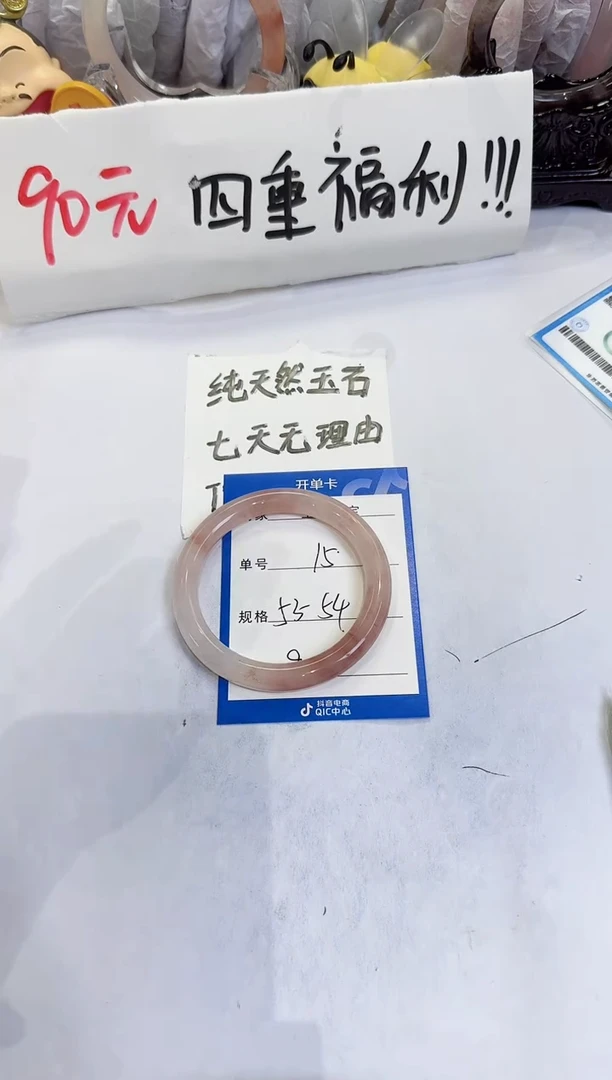 90元 四重福利!!!
纯天然玉石
七天无理由
开单卡
单号 15
规格 53-54
抖音电商
QIC中心